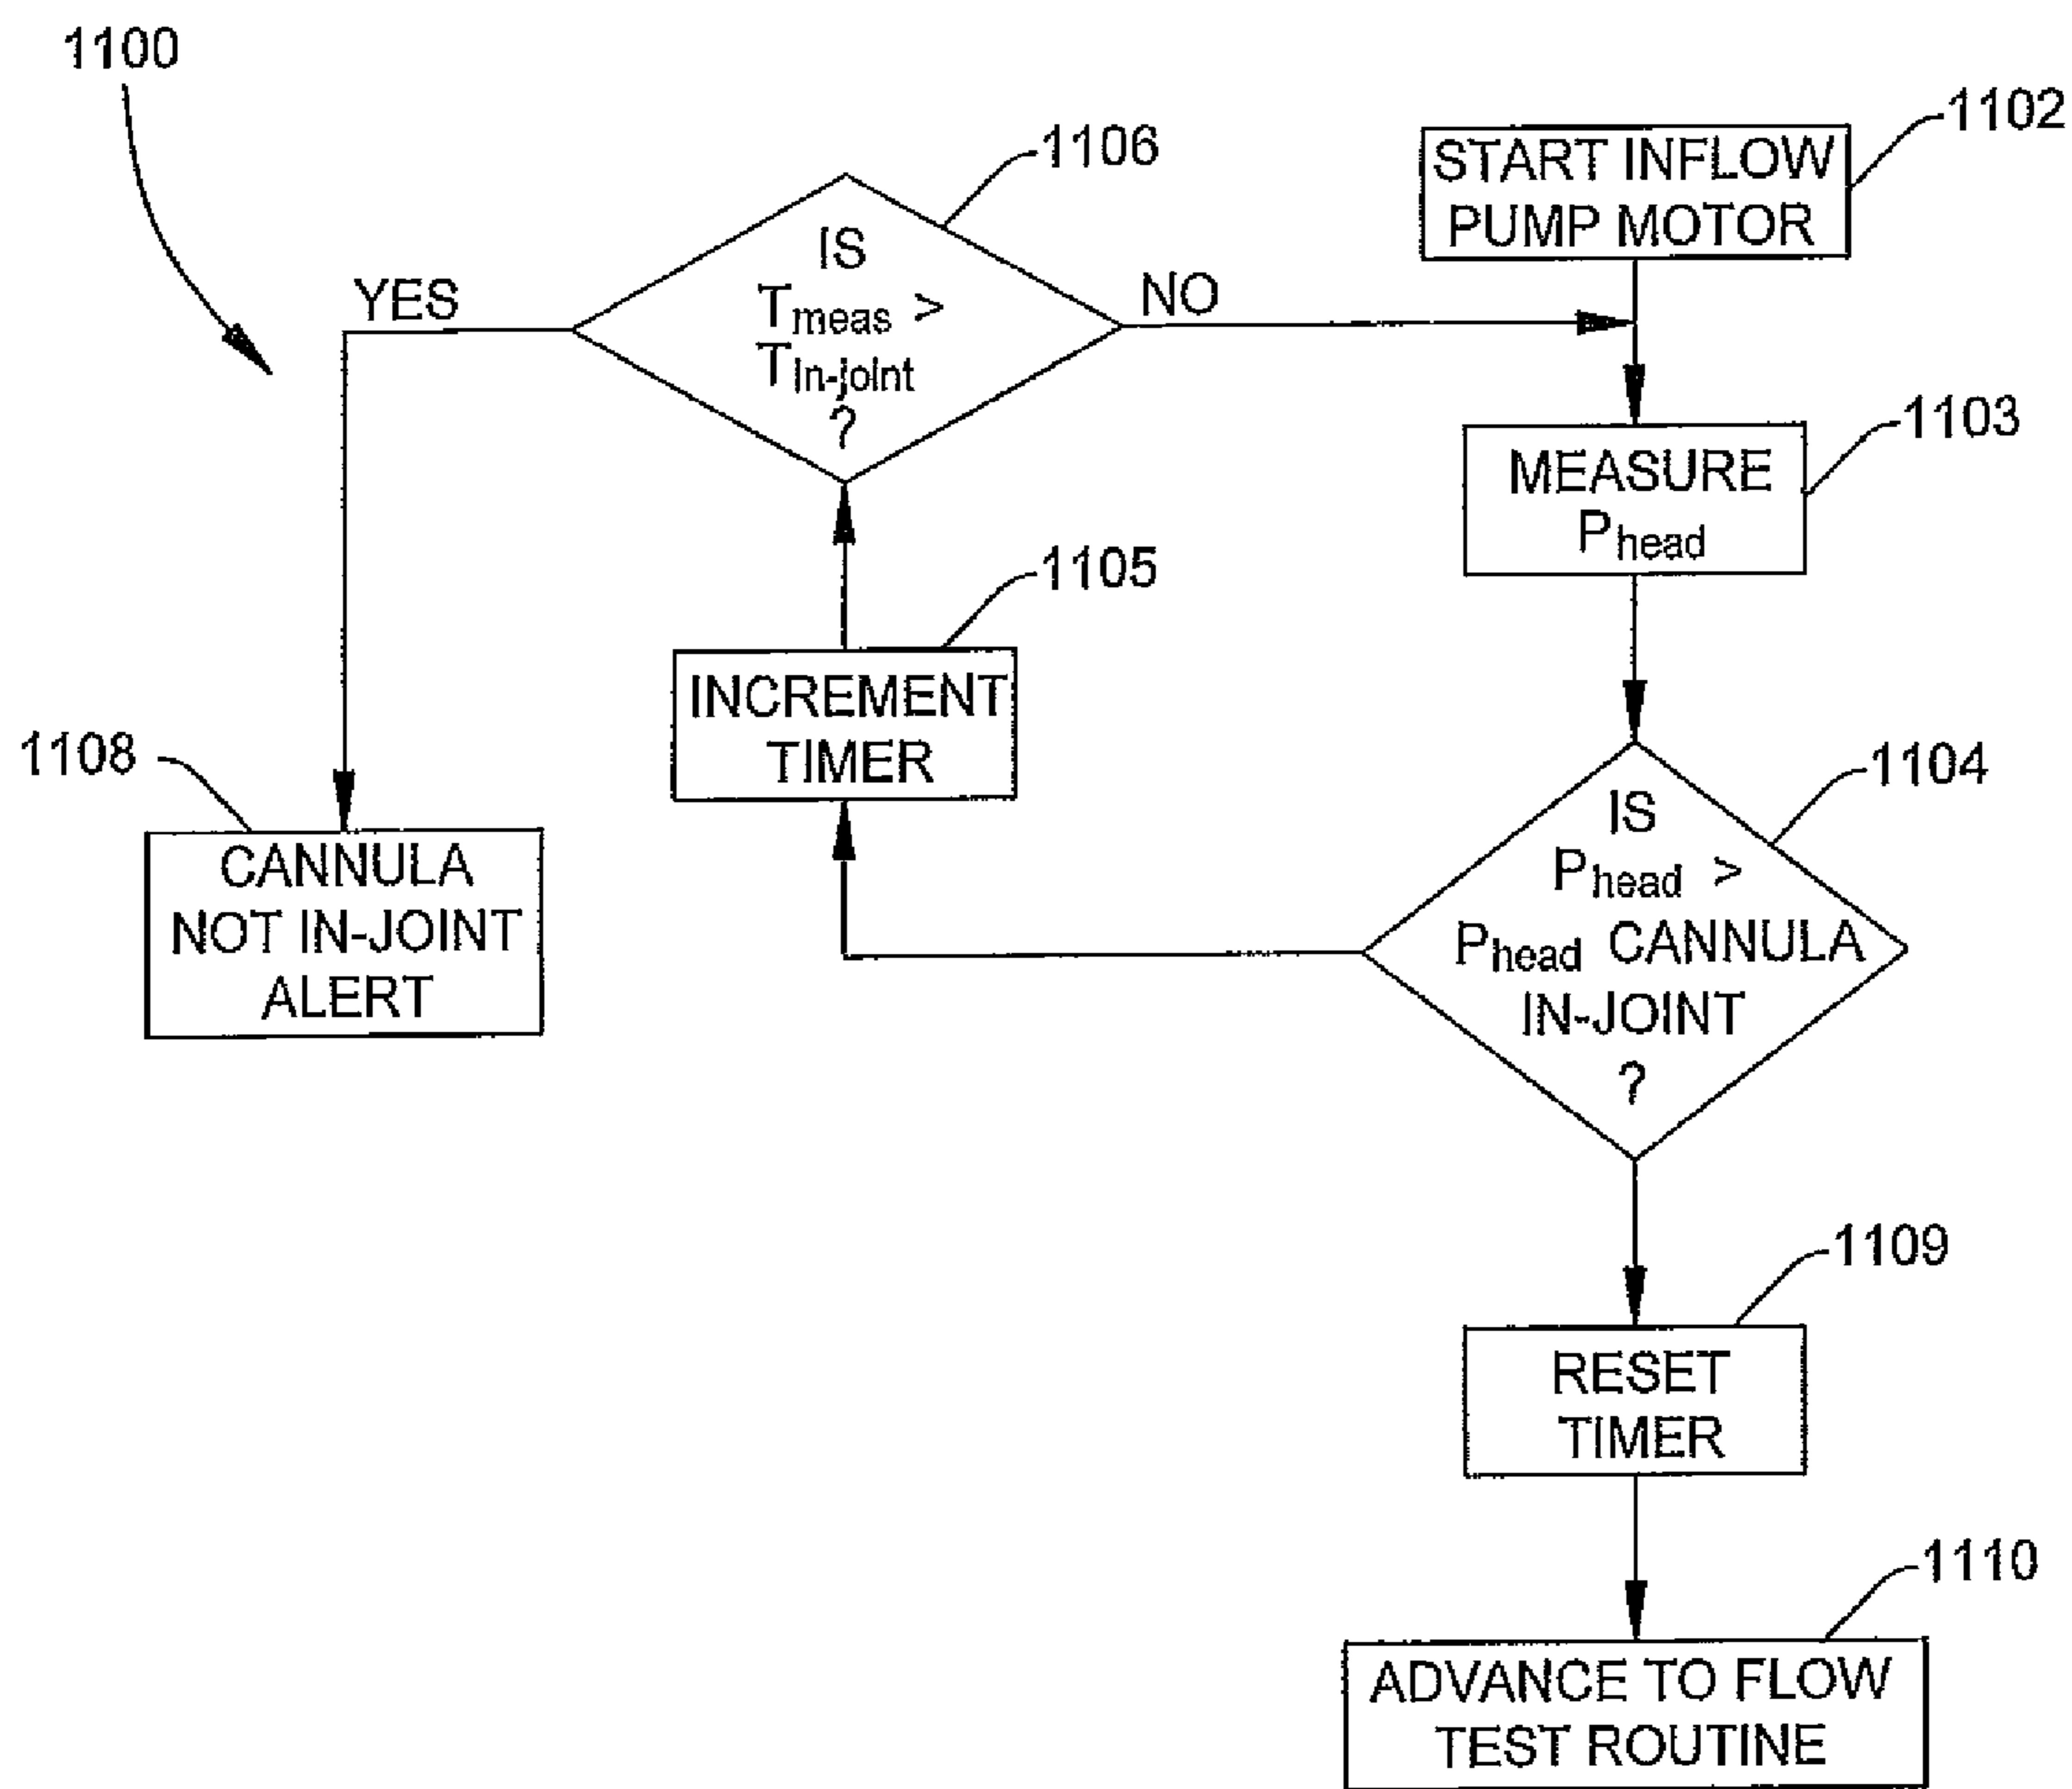 1100
1102
START INFLOW
PUMP MOTOR
1106
IS
Tmeas >
TIn-joint
?
YES
NO
1103
MEASURE
Phead
1105
INCREMENT
TIMER
1104
IS
Phead >
Phead CANNULA
IN-JOINT
?
1108
CANNULA
NOT IN-JOINT
ALERT
1109
RESET
TIMER
1110
ADVANCE TO FLOW
TEST ROUTINE